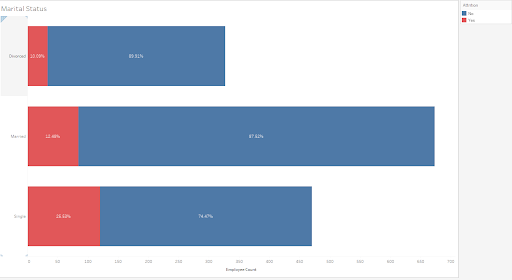 Marital Status
Attrition
No
Yes
Divorced
10.09%
89.91%
Married
12.48%
87.52%
Single
25.53%
74.47%
0 50 100 150 200 250 300 350 400 450 500 550 600 650 700
Employee Count